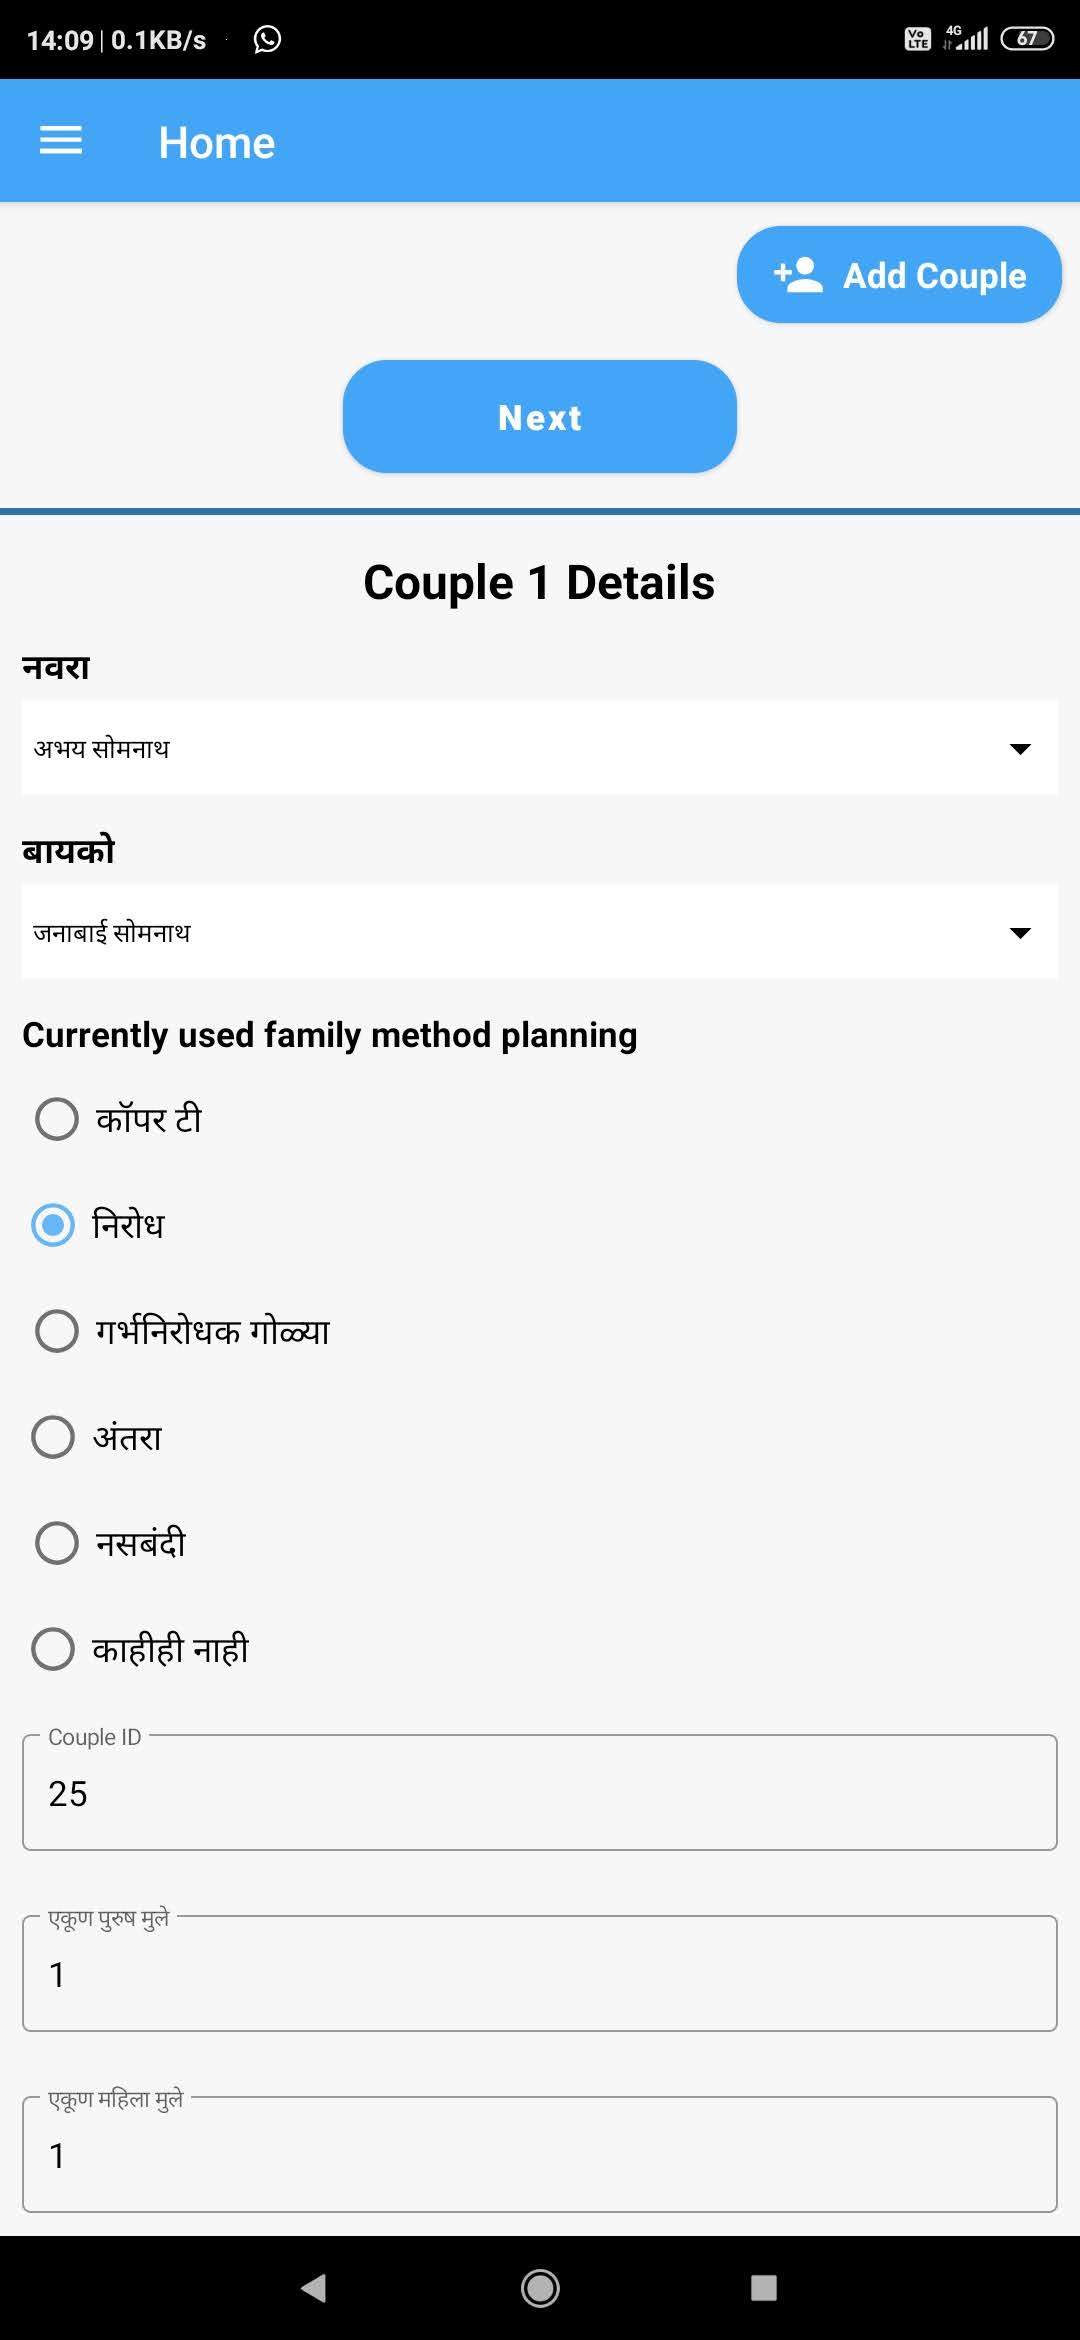 14:09 | 0.1KB/s
Vo LTE 4G 67
Home
Add Couple
Next
Couple 1 Details
नवरा
अभय सोमनाथ
बायको
जनाबाई सोमनाथ
Currently used family method planning
कॉपर टी
निरोध
गर्भनिरोधक गोळ्या
अंतरा
नसबंदी
काहीही नाही
Couple ID
25
एकूण पुरुष मुले
1
एकूण महिला मुले
1